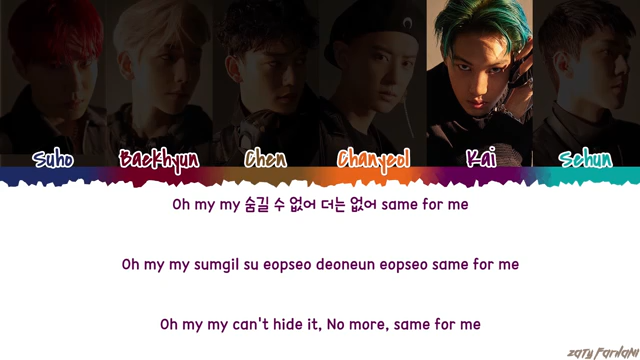 Suho Baekhyun Chen Chanyeol Kai Sehun
Oh my my 숨길 수 없어 더는 없어 same for me
Oh my my sumgil su eopseo deoneun eopseo same for me
Oh my my can't hide it, No more, same for me
Zaty Farhani